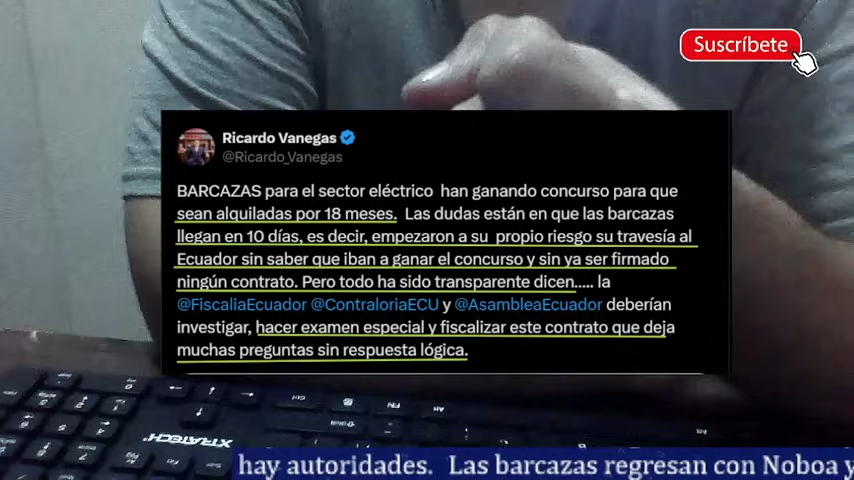 Suscríbete
Ricardo Vanegas
@Ricardo_Vanegas
BARCAZAS para el sector eléctrico han ganando concurso para que
sean alquiladas por 18 meses. Las dudas están en que las barcazas
llegan en 10 días, es decir, empezaron a su propio riesgo su travesía al
Ecuador sin saber que iban a ganar el concurso y sin ya ser firmado
ningún contrato. Pero todo ha sido transparente dicen..... la
@FiscaliaEcuador @ContraloriaECU y @AsambleaEcuador deberían
investigar, hacer examen especial y fiscalizar este contrato que deja
muchas preguntas sin respuesta lógica.
XTRATECH
hay autoridades. Las barcazas regresan con Noboa y